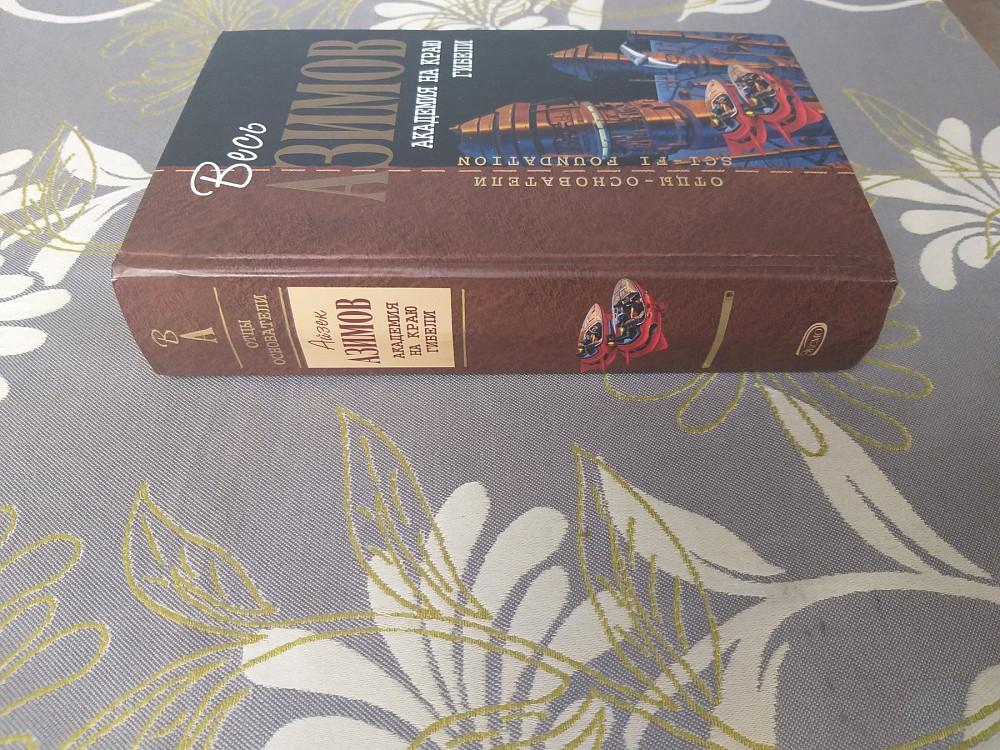 Весь
АЗИМОВ
АКАДЕМИЯ НА КРАЮ
ГИБЕЛИ
ОТЦЫ-ОСНОВАТЕЛИ
SCI-FI FOUNDATION
В
А
ОТЦЫ
ОСНОВАТЕЛИ
Айзек
АЗИМОВ
АКАДЕМИЯ
НА КРАЮ
ГИБЕЛИ
ЭКСМО